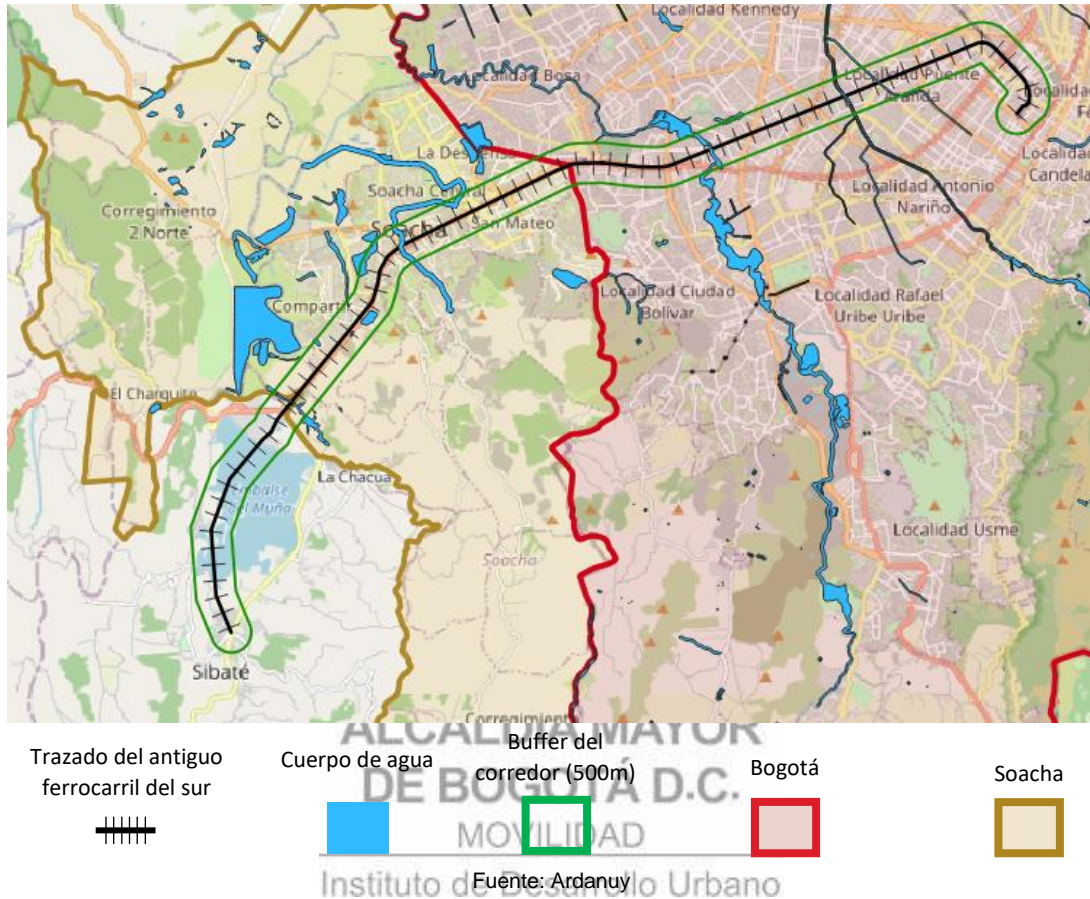 Localidad Kennedy
Localidad Bosa
Localidad Puente
Aranda
Localidad
La
Soacha Central
Localidad
Candela
Localidad Antonio
Nariño
Corregimiento
2 Norte
San Mateo
Soacha
Localidad Ciudad
Bolívar
Compartir
Localidad Rafael
Uribe Uribe
El Charquito
La Chacua
Embalse
del Muña
Localidad Usme
Soacha
Sibaté
Corregimient
ALCALDÍA MAYOR
DE BOGOTÁ D.C.
MOVILIDAD
Instituto de Desarrollo Urbano
Trazado del antiguo
ferrocarril del sur
Cuerpo de agua
Buffer del
corredor (500m)
Bogotá
Soacha
Fuente: Ardanuy